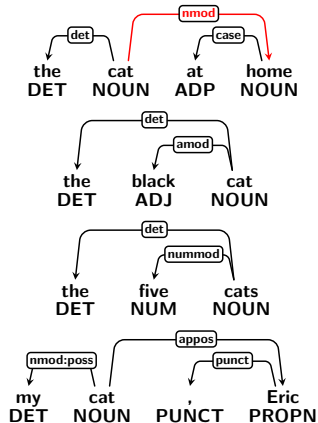 nmod
det case
the cat at home
DET NOUN ADP NOUN
det
amod
the black cat
DET ADJ NOUN
det
nummod
the five cats
DET NUM NOUN
appos
nmod:poss punct
my cat , Eric
DET NOUN PUNCT PROPN